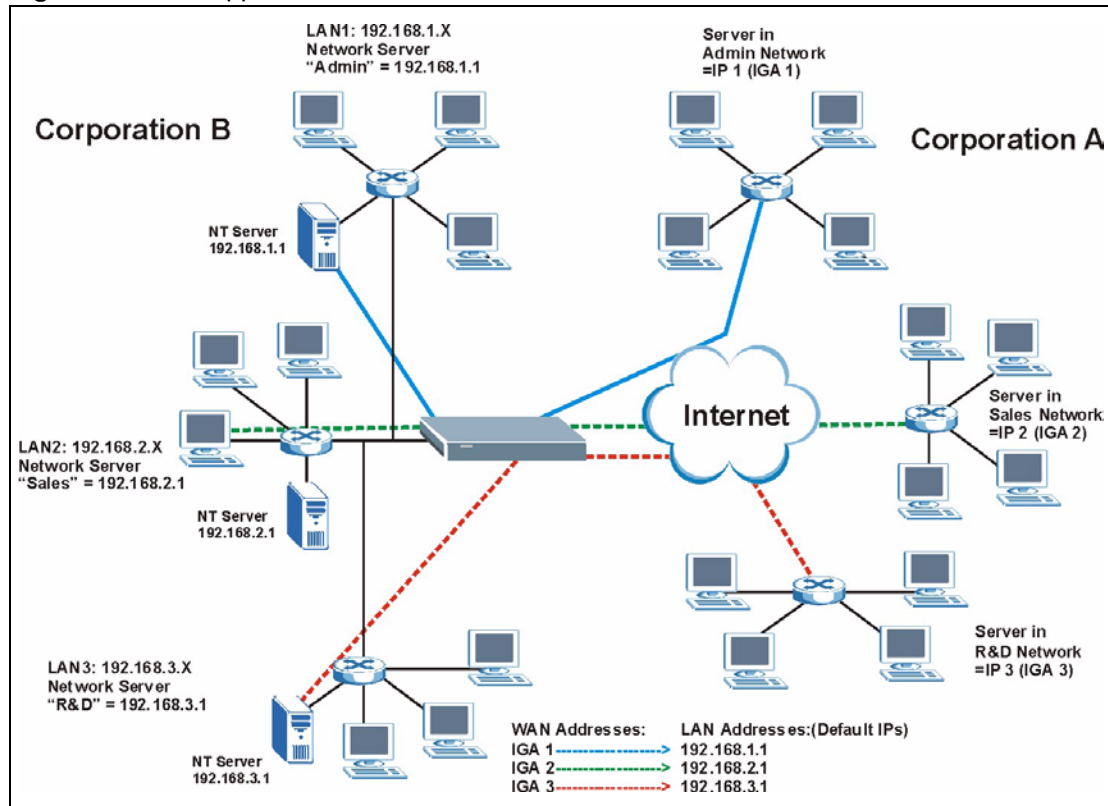 LAN1: 192.168.1.X
Network Server
“Admin” = 192.168.1.1
Server in
Admin Network
=IP 1 (IGA 1)
Corporation B
Corporation A
NT Server
192.168.1.1
Internet
Server in
Sales Network
=IP 2 (IGA 2)
LAN2: 192.168.2.X
Network Server
“Sales” = 192.168.2.1
NT Server
192.168.2.1
Server in
R&D Network
=IP 3 (IGA 3)
LAN3: 192.168.3.X
Network Server
“R&D” = 192.168.3.1
NT Server
192.168.3.1
WAN Addresses: LAN Addresses:(Default IPs)
IGA 1 192.168.1.1
IGA 2 192.168.2.1
IGA 3 192.168.3.1